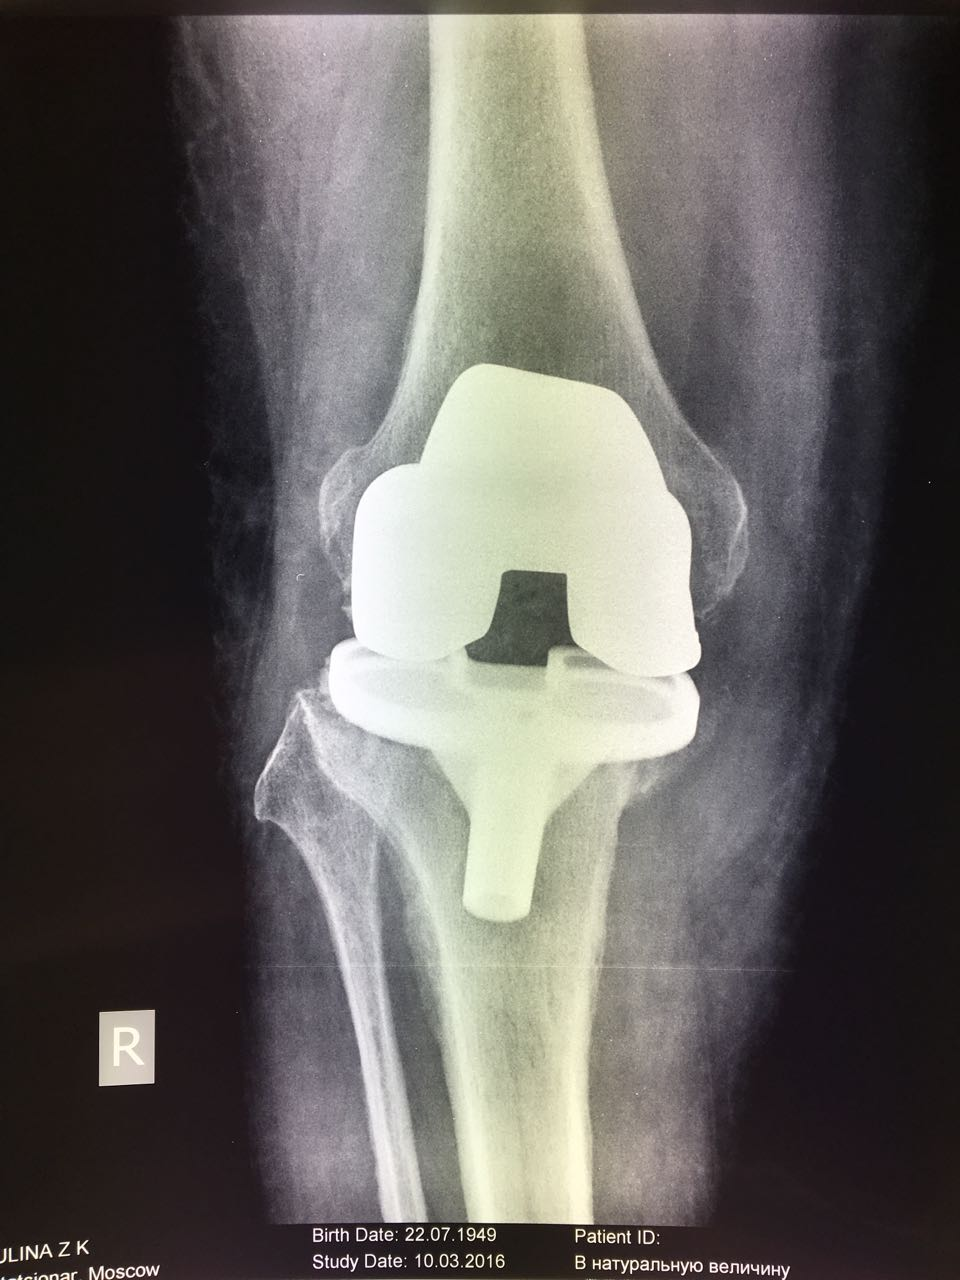 R
ULINA Z K
Moscow
Birth Date: 22.07.1949
Study Date: 10.03.2016
Patient ID:
В натуральную величину